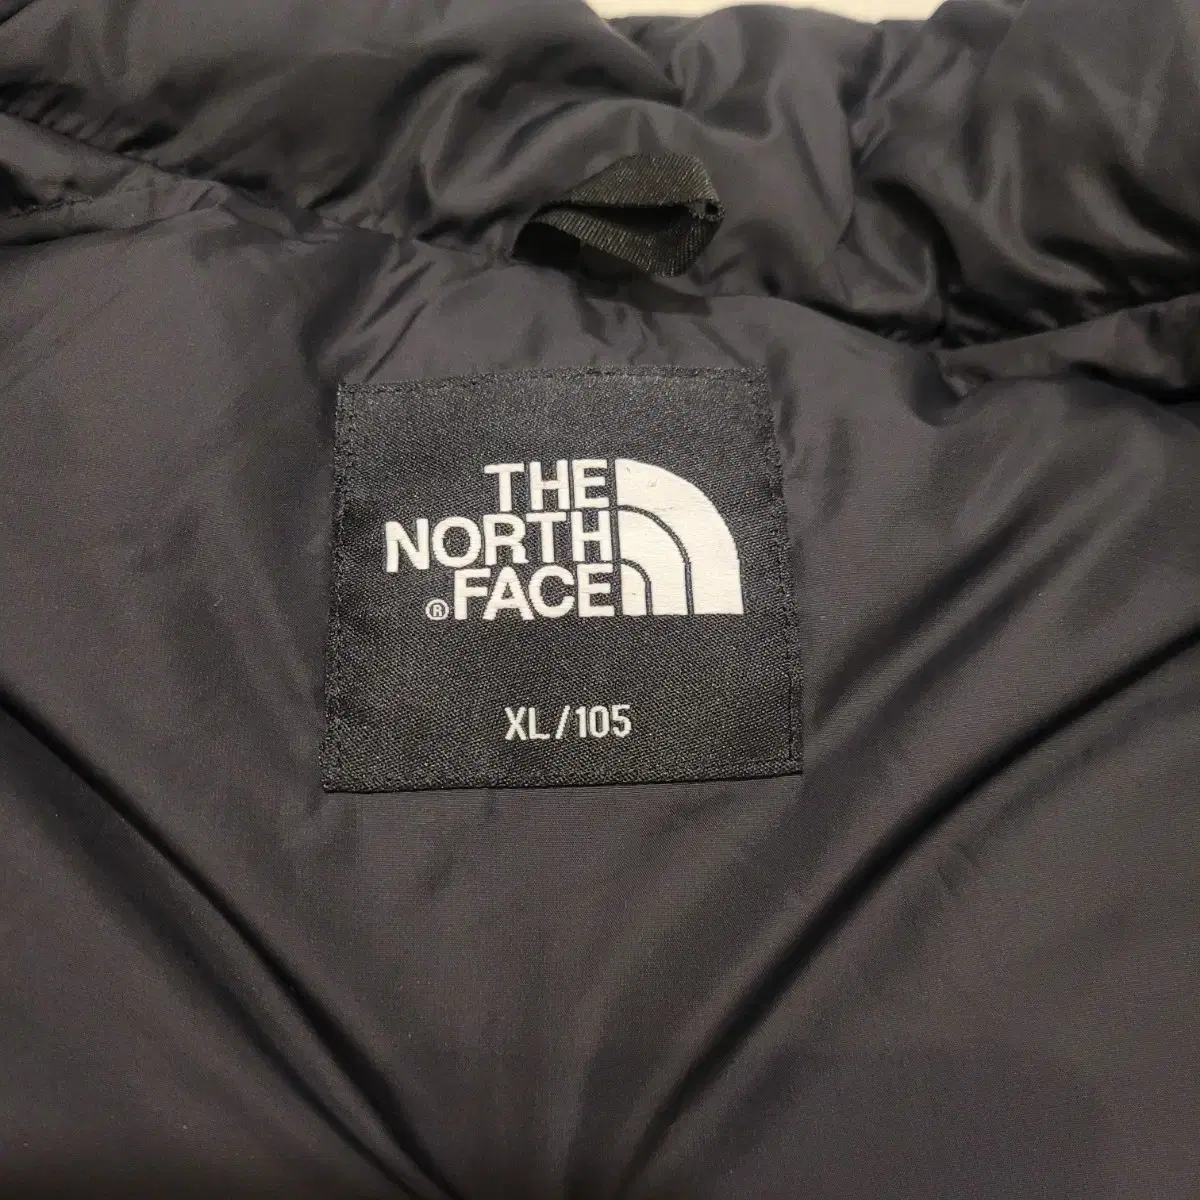 THE
NORTH
®FACE
XL/105